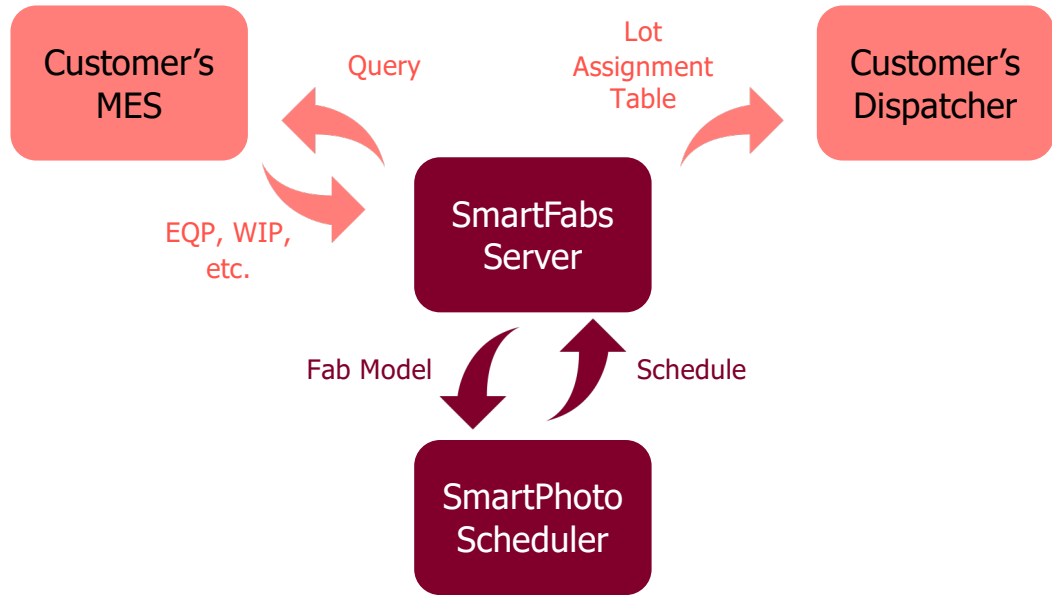 Customer's
MES
Query
Lot
Assignment
Table
Customer's
Dispatcher
EQP, WIP,
etc.
SmartFabs
Server
Fab Model
Schedule
SmartPhoto
Scheduler